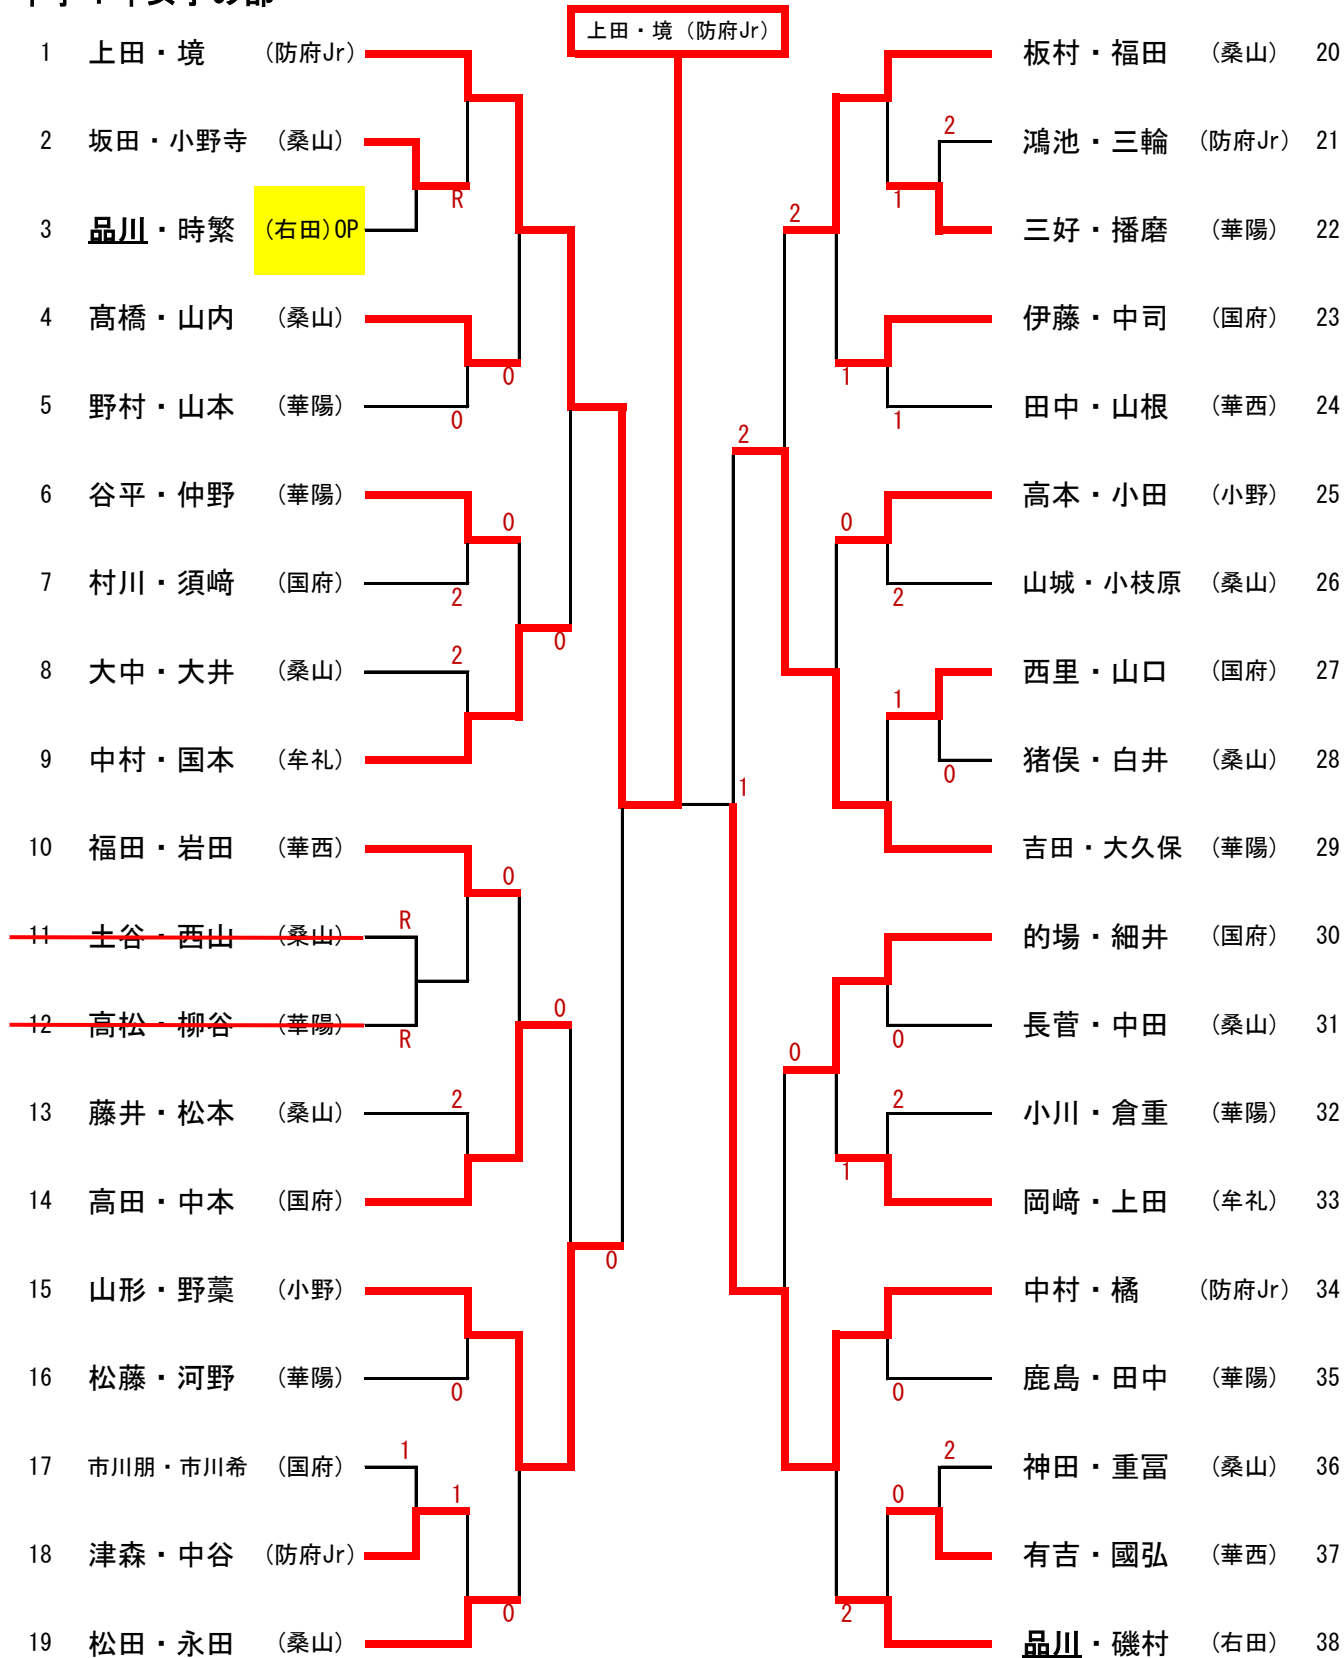 上田・境 (防府Jr)
1 上田・境 (防府Jr)
2 坂田・小野寺 (桑山)
R
3 品川・時繁 (右田)OP
4 髙橋・山内 (桑山)
0
5 野村・山本 (華陽)
0
6 谷平・仲野 (華陽)
0
7 村川・須﨑 (国府)
2
0
8 大中・大井 (桑山)
2
9 中村・国本 (牟礼)
10 福田・岩田 (華西)
0
11 土谷・西山 (桑山)
R
12 高松・柳谷 (華陽)
R
0
13 藤井・松本 (桑山)
2
14 高田・中本 (国府)
0
15 山形・野藁 (小野)
16 松藤・河野 (華陽)
0
17 市川朋・市川希 (国府)
1
1
18 津森・中谷 (防府Jr)
0
19 松田・永田 (桑山)
板村・福田 (桑山) 20
2
鴻池・三輪 (防府Jr) 21
1
2
三好・播磨 (華陽) 22
伊藤・中司 (国府) 23
1
田中・山根 (華西) 24
1
2
高本・小田 (小野) 25
0
山城・小枝原 (桑山) 26
2
西里・山口 (国府) 27
1
猪俣・白井 (桑山) 28
0
1
吉田・大久保 (華陽) 29
的場・細井 (国府) 30
長菅・中田 (桑山) 31
0
0
小川・倉重 (華陽) 32
2
1
岡﨑・上田 (牟礼) 33
中村・橘 (防府Jr) 34
鹿島・田中 (華陽) 35
0
神田・重冨 (桑山) 36
2
0
有吉・國弘 (華西) 37
2
品川・磯村 (右田) 38